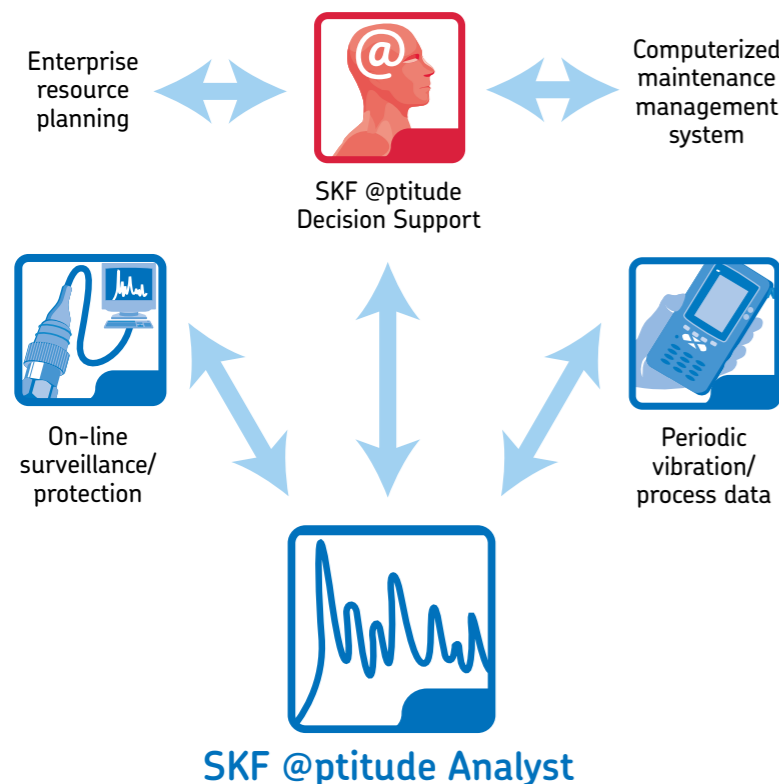 Enterprise
resource
planning
@
SKF @ptitude
Decision Support
Computerized
maintenance
management
system
On-line
surveillance/
protection
Periodic
vibration/
process data
SKF @ptitude Analyst